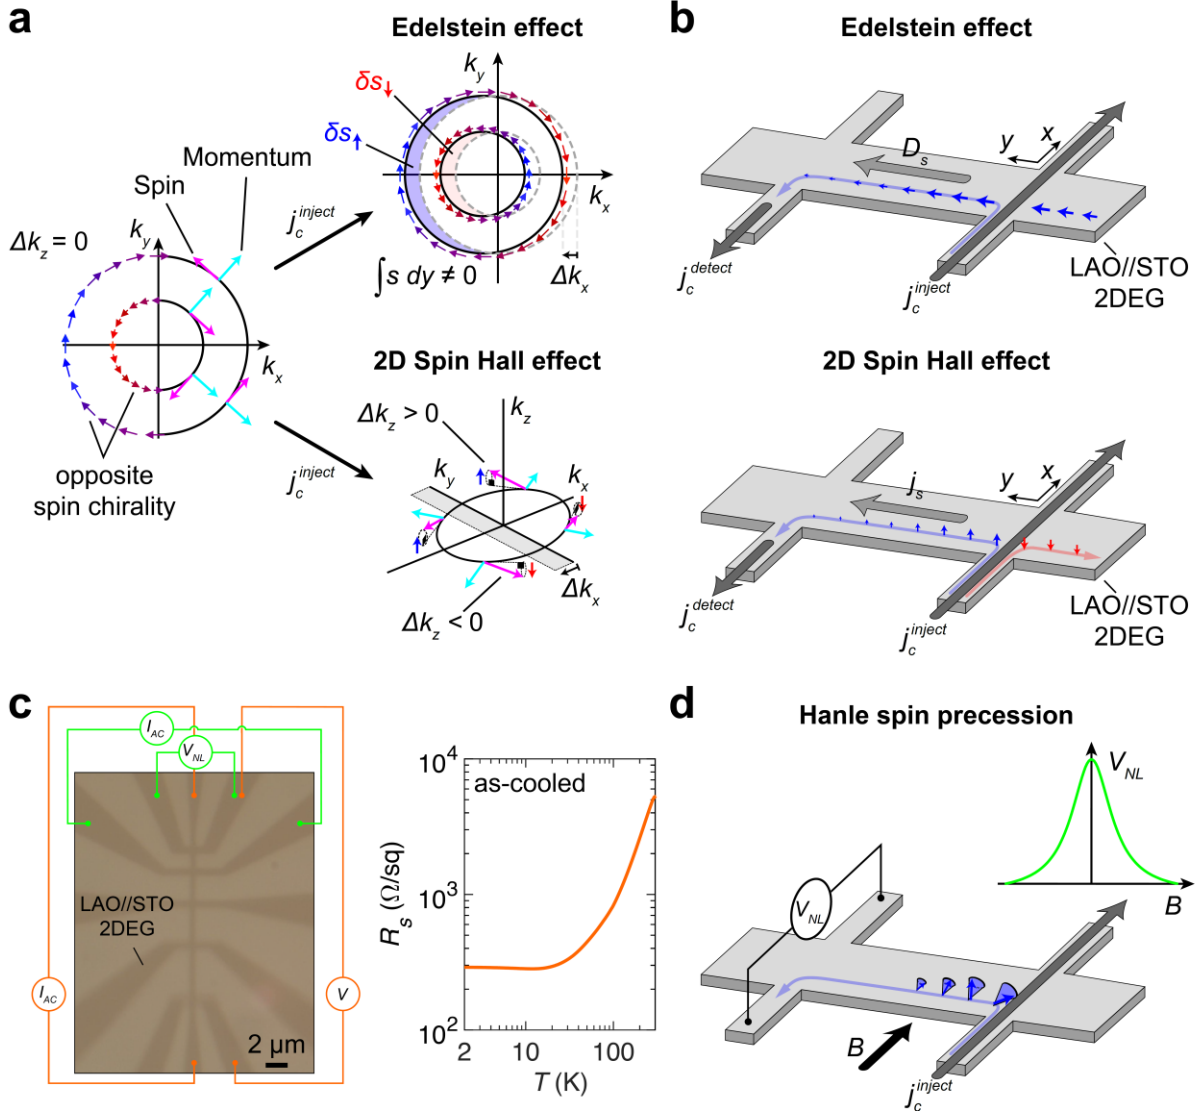 a
Edelstein effect
k_y
δs↓
δs↑
Momentum
Spin
j_c^inject
k_x
Δk_z = 0
k_y
∫s dy ≠ 0
Δk_x
k_x
2D Spin Hall effect
Δk_z > 0
k_z
j_c^inject
k_y
k_x
opposite
spin chirality
Δk_x
Δk_z < 0
b
Edelstein effect
D_s
y
x
j_c^detect
j_c^inject
LAO//STO
2DEG
2D Spin Hall effect
j_s
y
x
j_c^detect
j_c^inject
LAO//STO
2DEG
c
I_AC
V_NL
LAO//STO
2DEG
I_AC
V
2 μm
as-cooled
10^4
10^3
10^2
R_s (Ω/sq)
2
10
100
T (K)
d
Hanle spin precession
V_NL
B
V_NL
B
j_c^inject